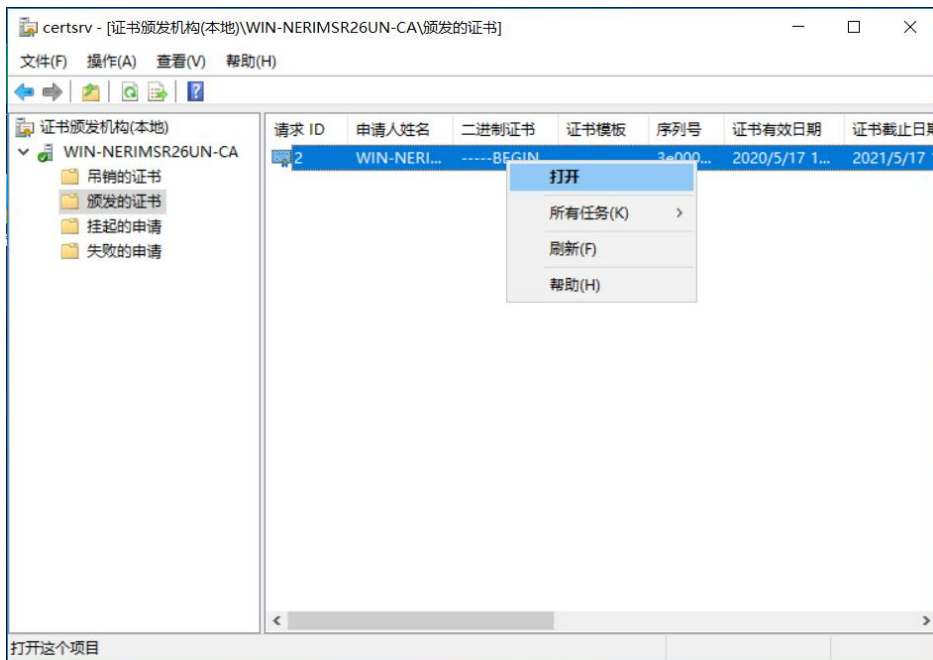 certsrv - [证书颁发机构(本地)\WIN-NERIMSR26UN-CA\颁发的证书]
文件(F) 操作(A) 查看(V) 帮助(H)
证书颁发机构(本地)
WIN-NERIMSR26UN-CA
吊销的证书
颁发的证书
挂起的申请
失败的申请
请求 ID 申请人姓名 二进制证书 证书模板 序列号 证书有效日期 证书截止日期
2 WIN-NERI... -----BEGIN 3e000... 2020/5/17 1... 2021/5/17 1
打开
所有任务(K)
刷新(F)
帮助(H)
打开这个项目